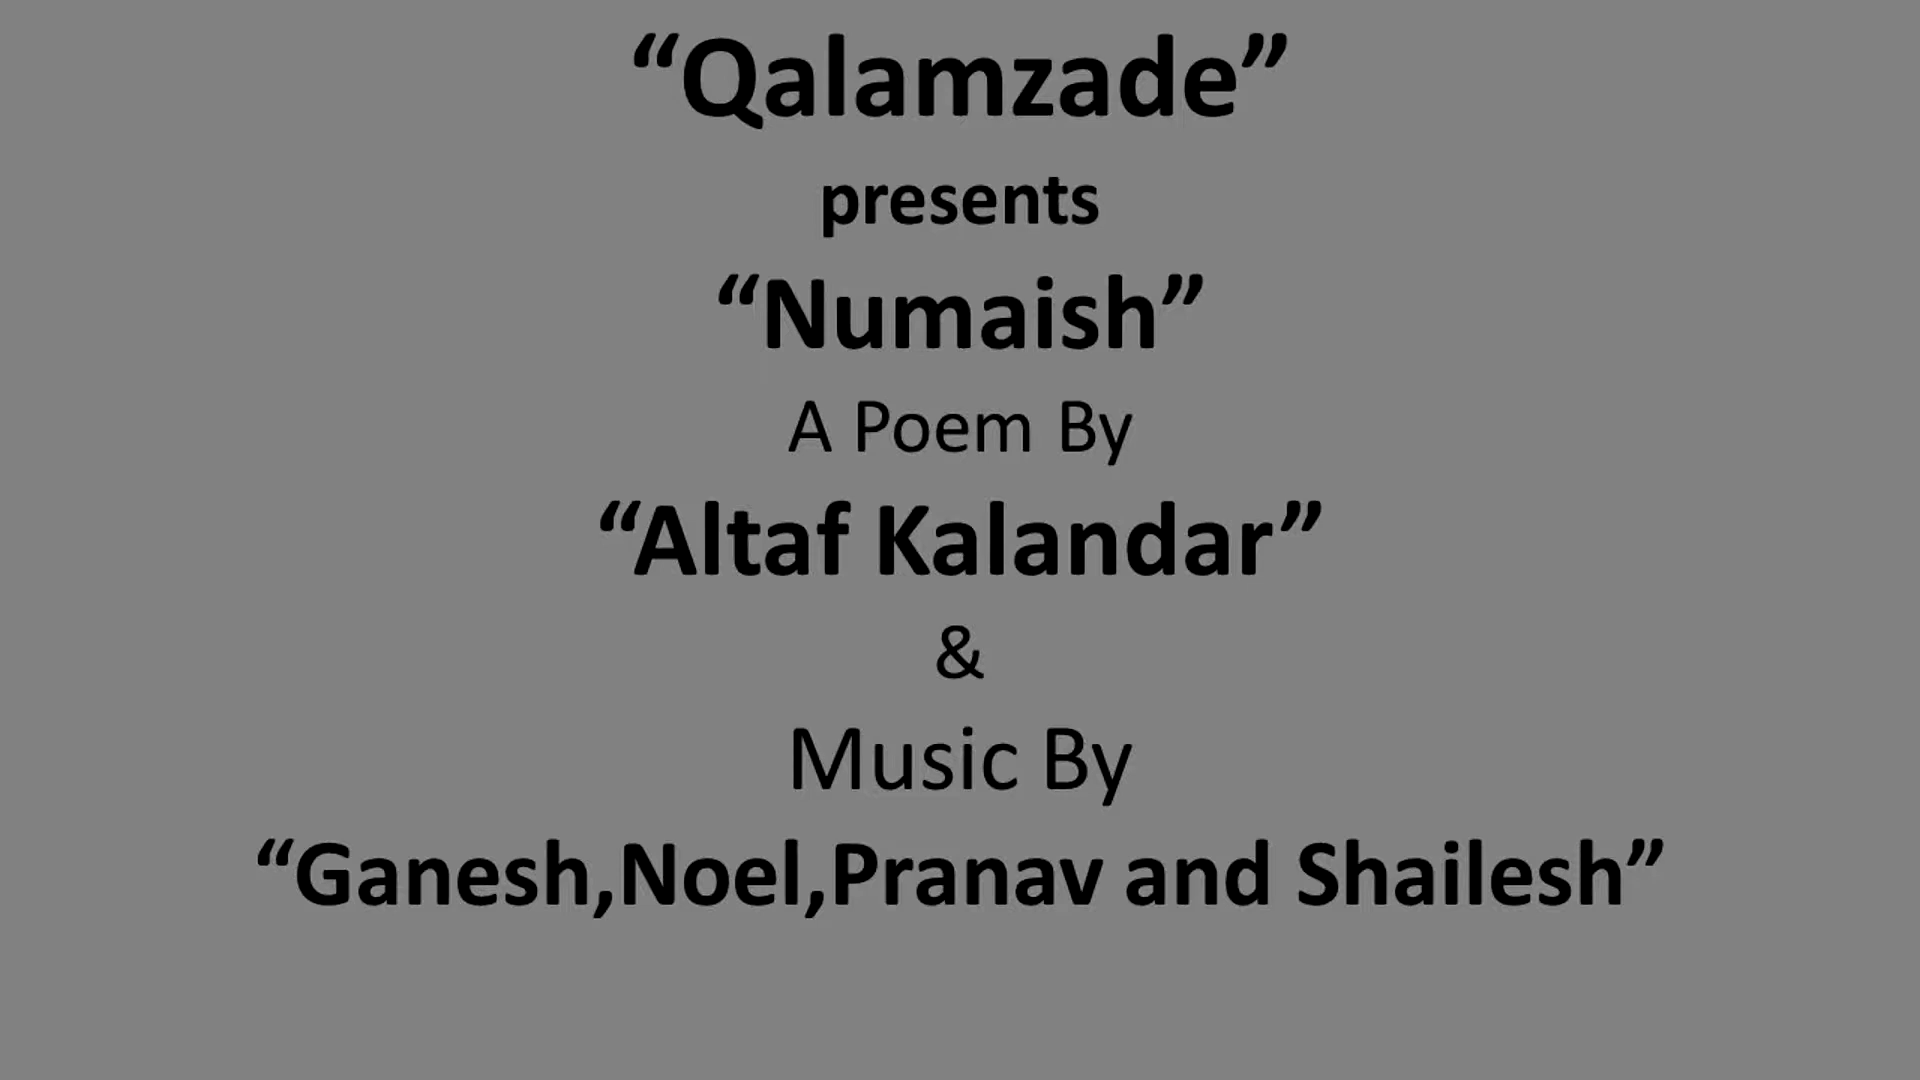 “Qalamzade”
presents
“Numaish”
A Poem By
“Altaf Kalandar”
&
Music By
“Ganesh,Noel,Pranav and Shailesh”